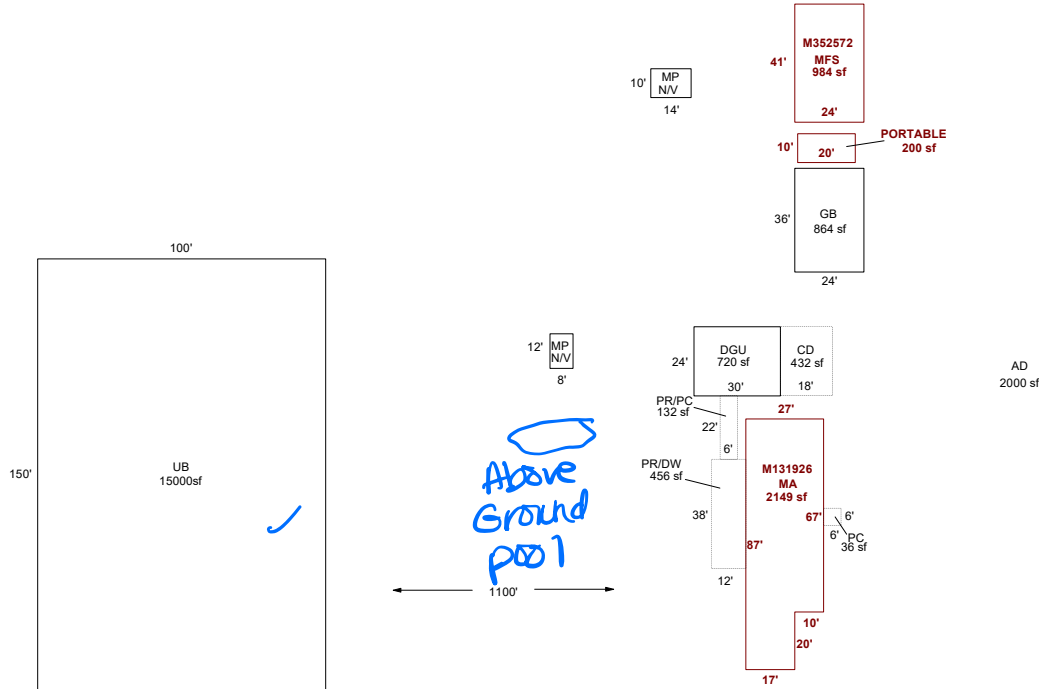 M352572
MFS
984 sf
41'
24'
10'
MP
N/V
14'
PORTABLE
200 sf
10'
20'
36'
GB
864 sf
24'
100'
150'
UB
15000sf
12'
MP
N/V
8'
24'
DGU
720 sf
30'
CD
432 sf
18'
AD
2000 sf
PR/PC
132 sf
22'
6'
27'
PR/DW
456 sf
38'
12'
M131926
MA
2149 sf
87'
67'
6'
6'
PC
36 sf
10'
20'
17'
Above
Ground
pool
1100'